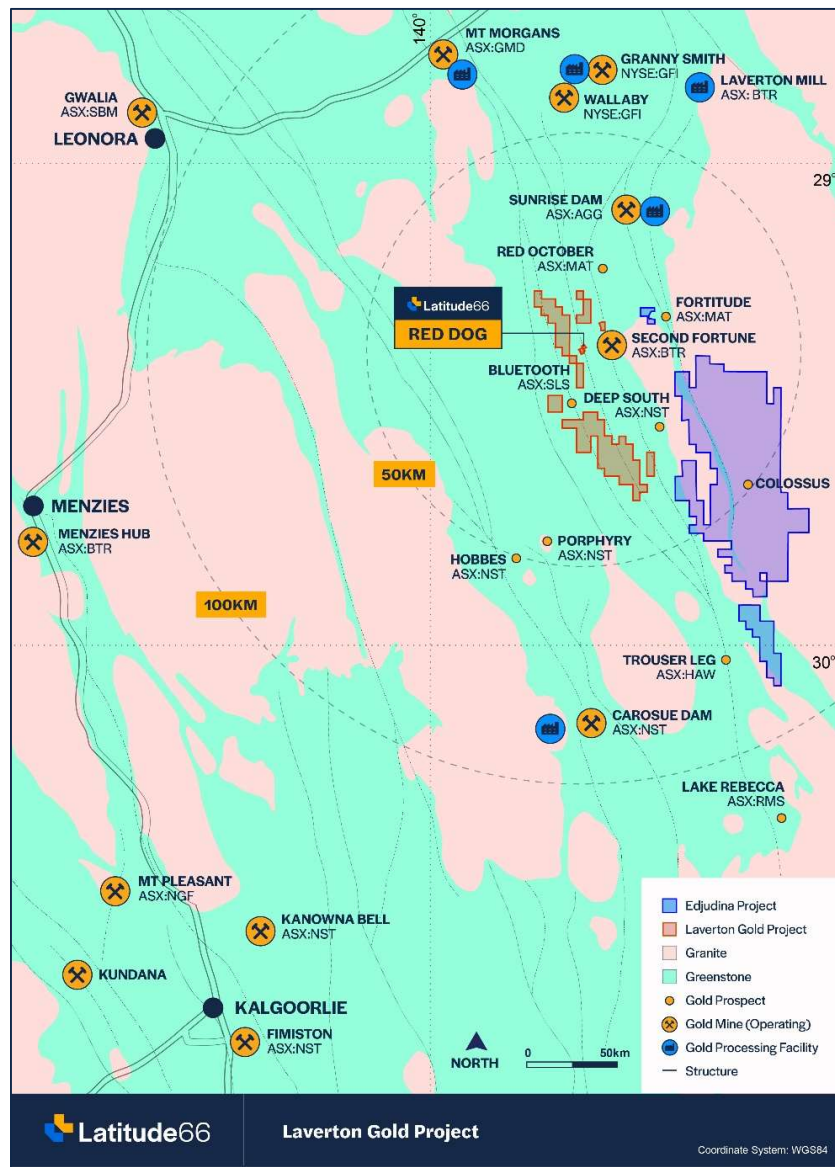 140°
MT MORGANS
ASX:GMD
GRANNY SMITH
NYSE:GFI
LAVERTON MILL
ASX: BTR
GWALIA
ASX:SBM
WALLABY
NYSE:GFI
LEONORA
29°
SUNRISE DAM
ASX:AGG
RED OCTOBER
ASX:MAT
Latitude66
RED DOG
FORTITUDE
ASX:MAT
SECOND FORTUNE
ASX:BTR
BLUETOOTH
ASX:SLS
DEEP SOUTH
ASX:NST
50KM
COLOSSUS
MENZIES
MENZIES HUB
ASX:BTR
PORPHYRY
ASX:NST
HOBBES
ASX:NST
100KM
30°
TROUSER LEG
ASX:HAW
CAROSUE DAM
ASX:NST
LAKE REBECCA
ASX:RMS
MT PLEASANT
ASX:NGF
KANOWNA BELL
ASX:NST
KUNDANA
KALGOORLIE
FIMISTON
ASX:NST
NORTH
0 50km
Edjudina Project
Laverton Gold Project
Granite
Greenstone
Gold Prospect
Gold Mine (Operating)
Gold Processing Facility
Structure
Latitude66
Laverton Gold Project
Coordinate System: WGS84